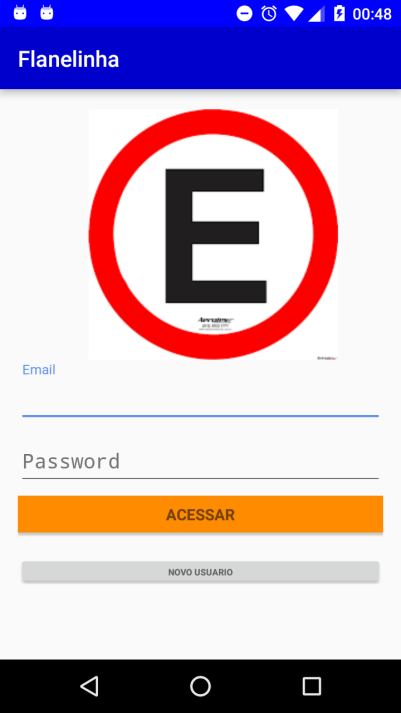 00:48
Flanelinha
E
Email
Password
ACESSAR
NOVO USUARIO